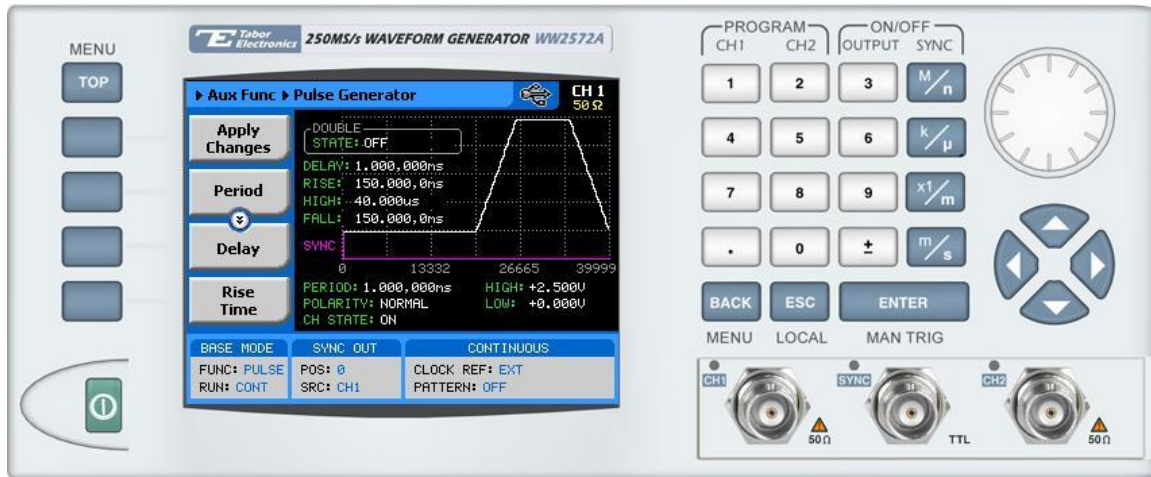 MENU
TOP
Tabor
Electronics
250MS/s WAVEFORM GENERATOR WW2572A
Aux Func Pulse Generator
CH 1
50 Ω
Apply
Changes
Period
Delay
Rise
Time
DOUBLE
STATE: OFF
DELAY: 1.000,000ns
RISE: 150.000,0ns
HIGH: 40.000us
FALL: 150.000,0ns
SYNC
0 13332 26665 39999
PERIOD: 1.000,000ns HIGH: +2.500V
POLARITY: NORMAL LOW: +0.000V
CH STATE: ON
BASE MODE SYNC OUT CONTINUOUS
FUNC: PULSE POS: 0 CLOCK REF: EXT
RUN: CONT SRC: CH1 PATTERN: OFF
PROGRAM ON/OFF
CH1 CH2 OUTPUT SYNC
1 2 3 M/n
4 5 6 k/μ
7 8 9 x1/m
. 0 ± m/s
BACK ESC ENTER
MENU LOCAL MAN TRIG
CH1 SYNC CH2
50Ω TTL 50Ω